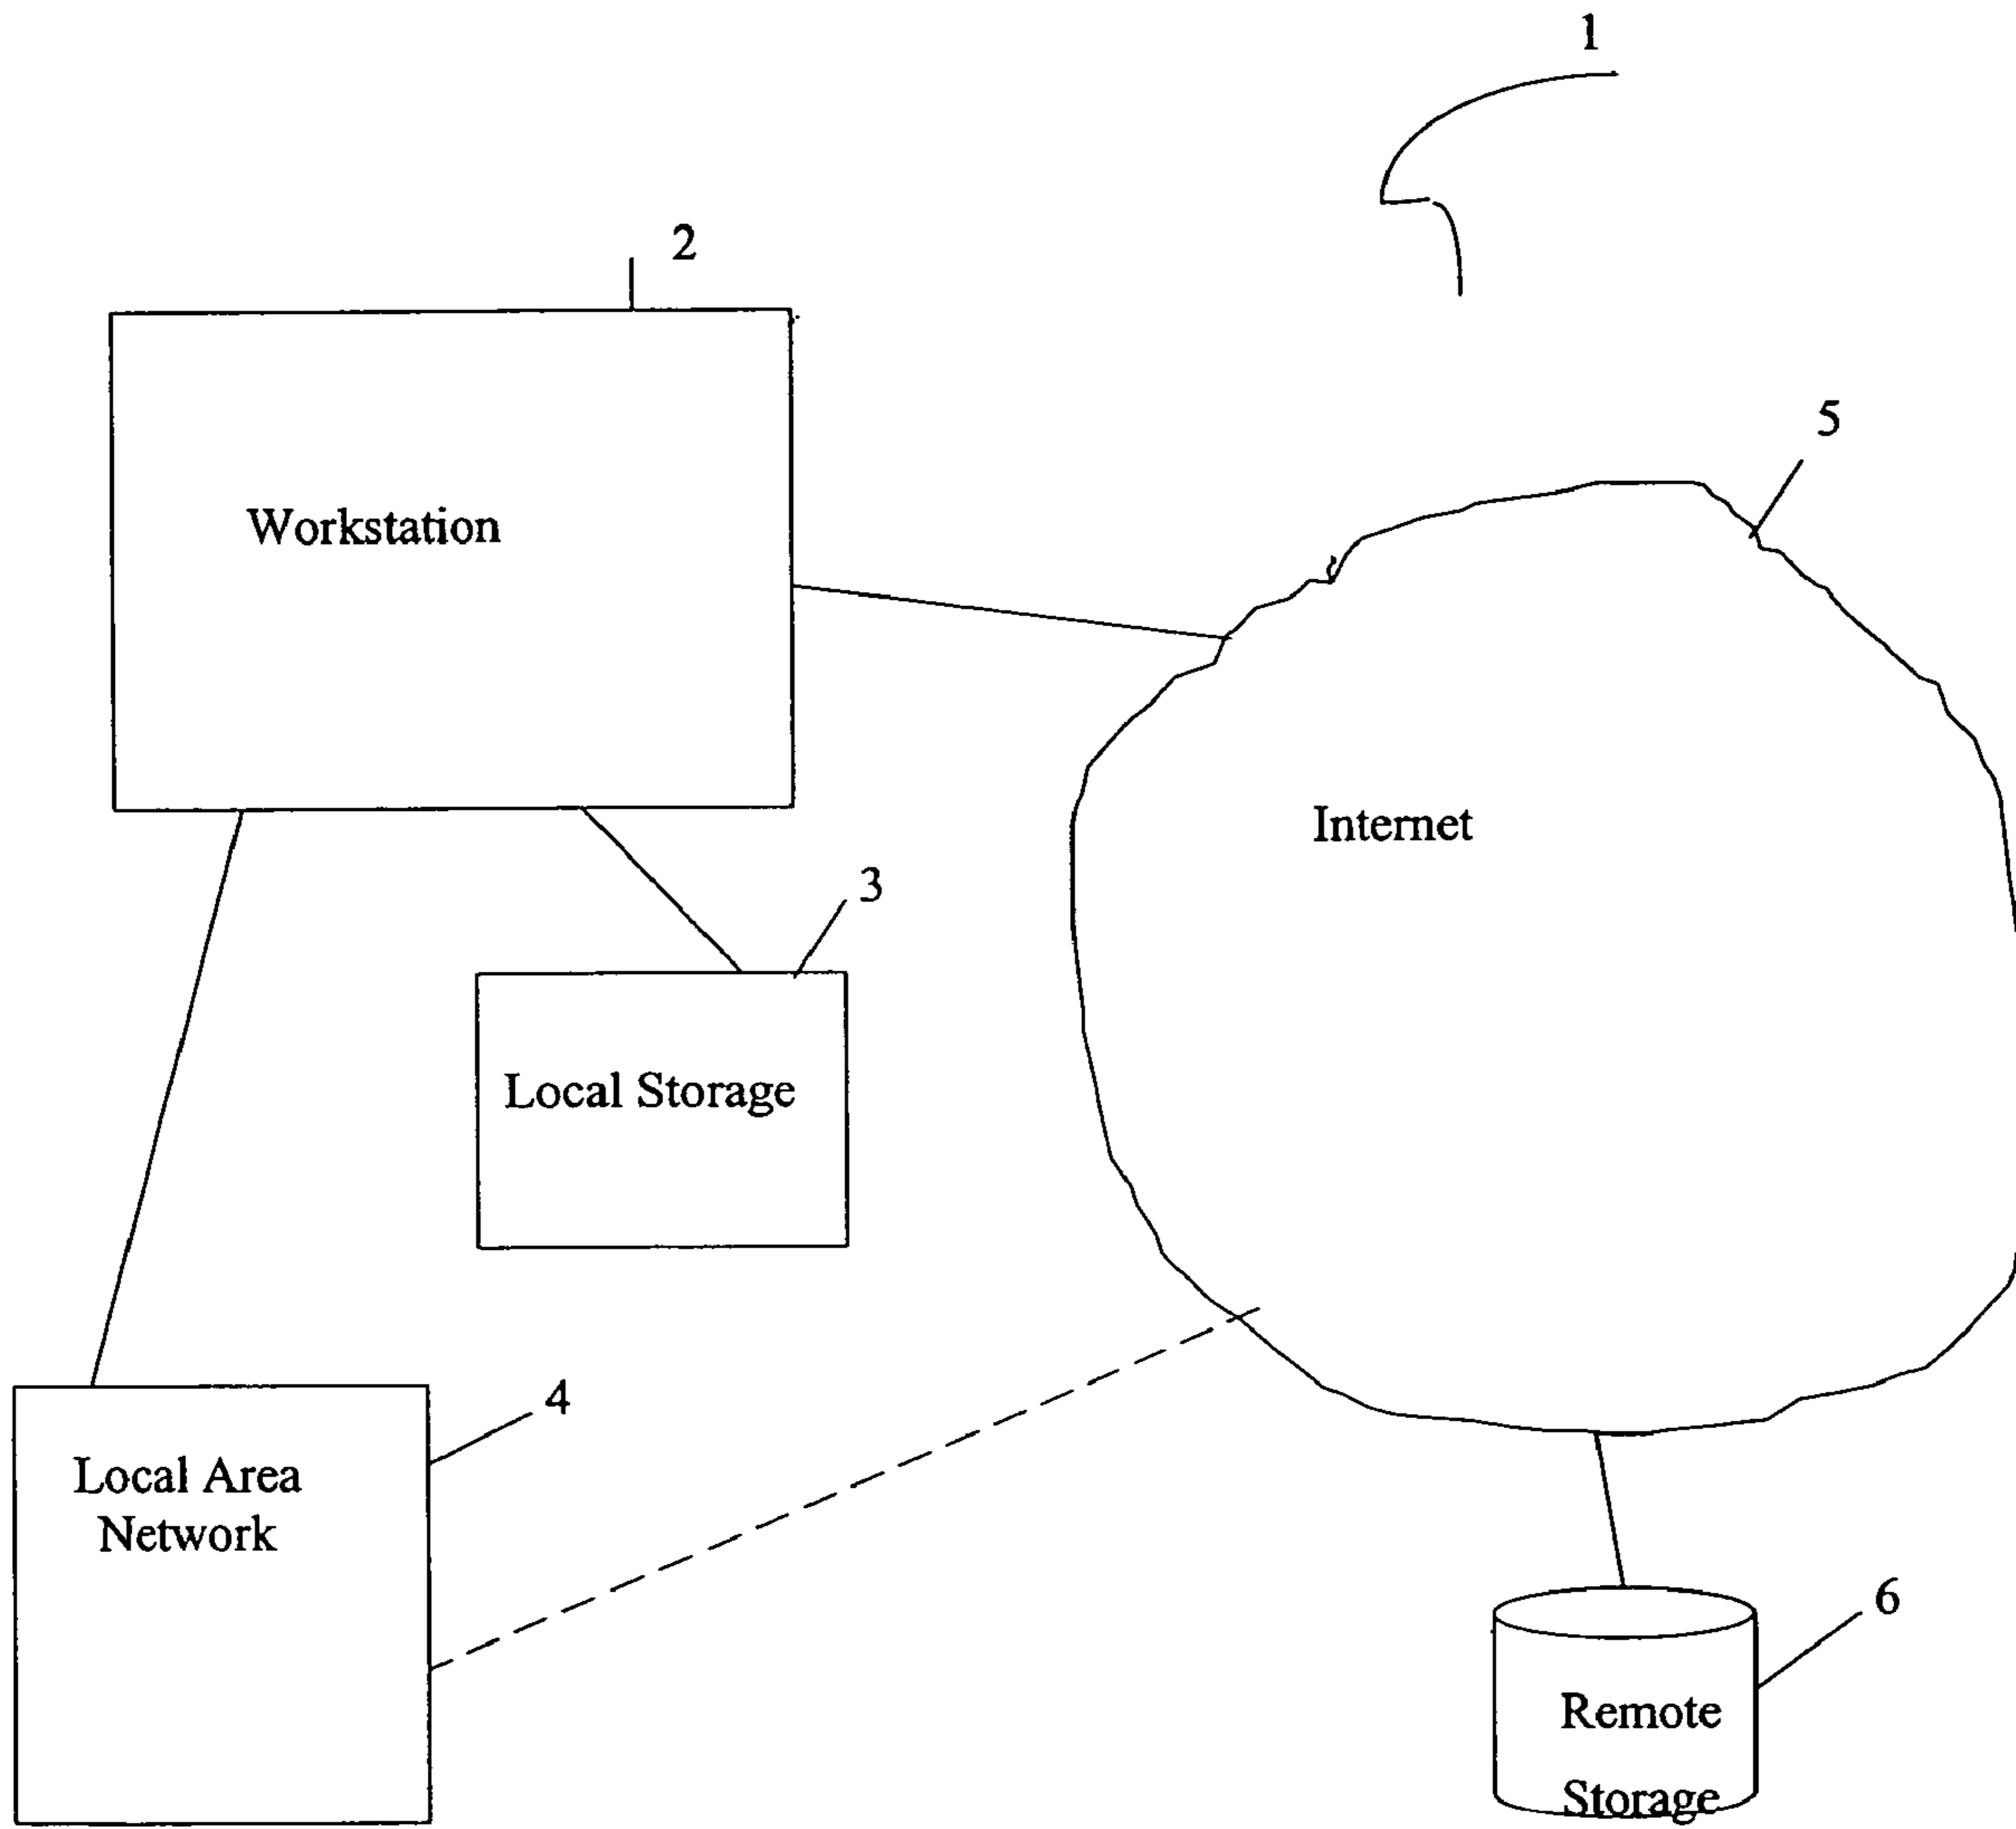 1
2
Workstation
5
Internet
3
Local Storage
4
Local Area
Network
6
Remote
Storage